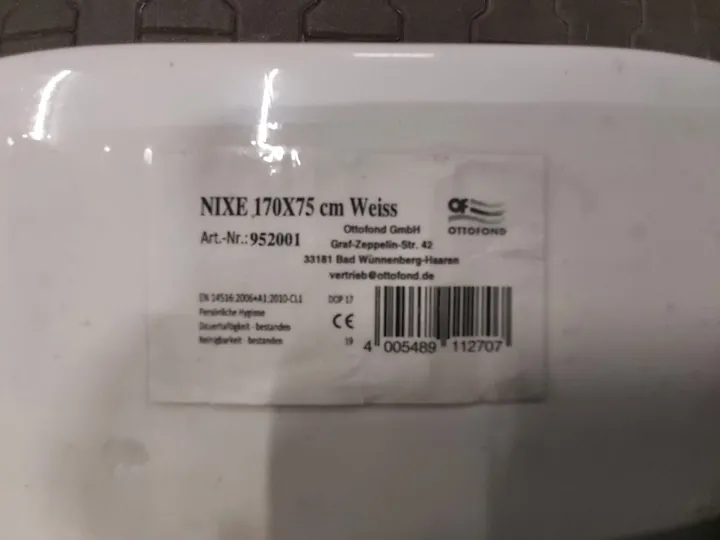 NIXE 170X75 cm Weiss
Art.-Nr.: 952001
OF
OTTOFOND
Ottofond GmbH
Graf-Zeppelin-Str. 42
33181 Bad Wünnenberg-Haaren
vertrieb@ottofond.de
EN 14516:2006+A1:2010-CL1
Persönliche Hygiene
Dauerhaftigkeit - bestanden
Reinigbarkeit - bestanden
DOP 17
CE
19
4 005489 112707